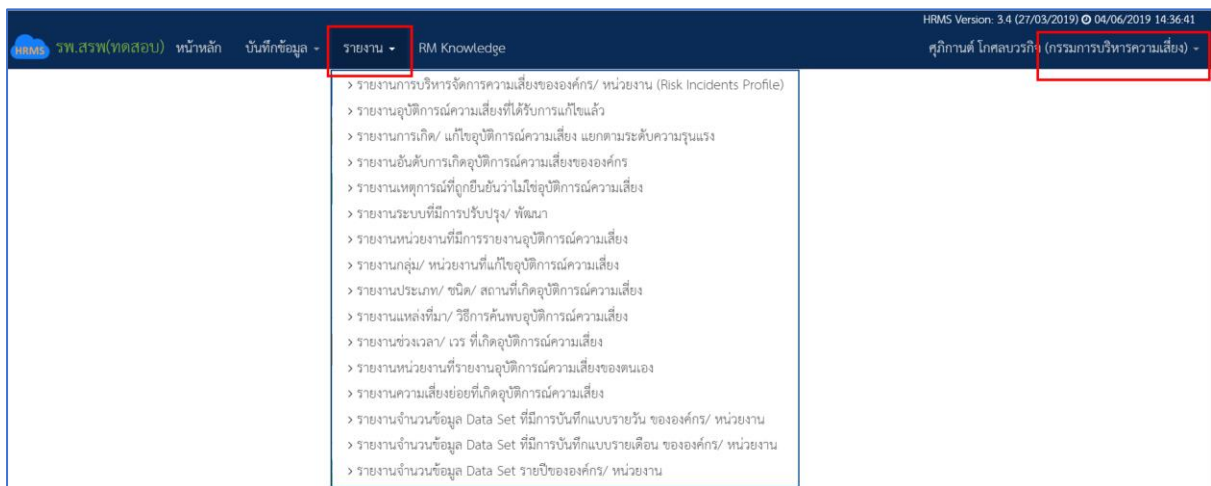 HRMS Version: 3.4 (27/03/2019) 04/06/2019 14:36:41
HRMS รพ.สรพ(ทดสอบ) หน้าหลัก บันทึกข้อมูล รายงาน RM Knowledge ศุภิกานต์ โกศลบวรกิจ (กรรมการบริหารความเสี่ยง)
> รายงานการบริหารจัดการความเสี่ยงขององค์กร/ หน่วยงาน (Risk Incidents Profile)
> รายงานอุบัติการณ์ความเสี่ยงที่ได้รับการแก้ไขแล้ว
> รายงานการเกิด/ แก้ไขอุบัติการณ์ความเสี่ยง แยกตามระดับความรุนแรง
> รายงานอันดับการเกิดอุบัติการณ์ความเสี่ยงขององค์กร
> รายงานเหตุการณ์ที่ถูกยืนยันว่าไม่ใช่อุบัติการณ์ความเสี่ยง
> รายงานระบบที่มีการปรับปรุง/ พัฒนา
> รายงานหน่วยงานที่มีการรายงานอุบัติการณ์ความเสี่ยง
> รายงานกลุ่ม/ หน่วยงานที่แก้ไขอุบัติการณ์ความเสี่ยง
> รายงานประเภท/ ชนิด/ สถานที่เกิดอุบัติการณ์ความเสี่ยง
> รายงานแหล่งที่มา/ วิธีการค้นพบอุบัติการณ์ความเสี่ยง
> รายงานช่วงเวลา/ เวร ที่เกิดอุบัติการณ์ความเสี่ยง
> รายงานหน่วยงานที่รายงานอุบัติการณ์ความเสี่ยงของตนเอง
> รายงานความเสี่ยงย่อยที่เกิดอุบัติการณ์ความเสี่ยง
> รายงานจำนวนข้อมูล Data Set ที่มีการบันทึกแบบรายวัน ขององค์กร/ หน่วยงาน
> รายงานจำนวนข้อมูล Data Set ที่มีการบันทึกแบบรายเดือน ขององค์กร/ หน่วยงาน
> รายงานจำนวนข้อมูล Data Set รายปีขององค์กร/ หน่วยงาน